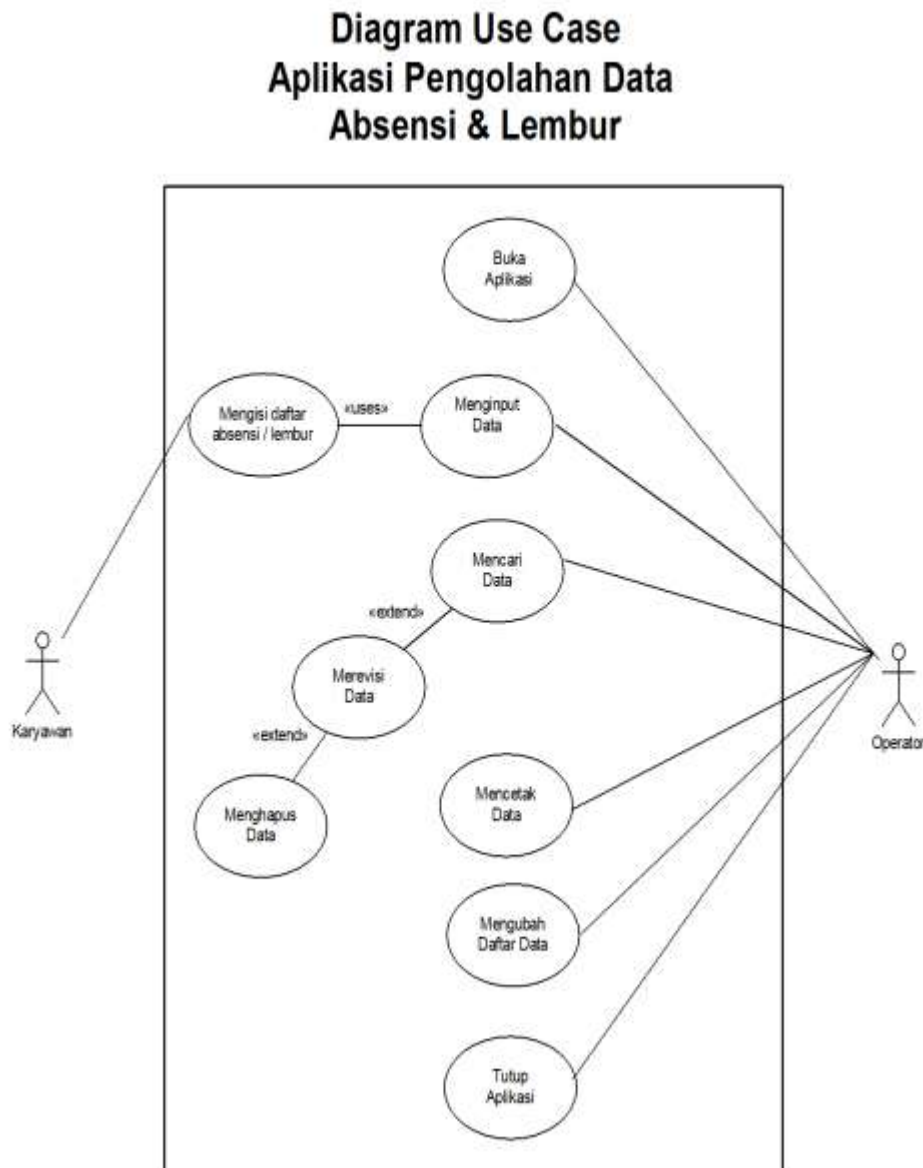 Diagram Use Case
Aplikasi Pengolahan Data
Absensi & Lembur
Buka
Aplikasi
Mengisi daftar
absensi / lembur
«uses»
Menginput
Data
Mencari
Data
«extend»
Merevisi
Data
«extend»
Menghapus
Data
Karyawan
Operator
Mencetak
Data
Mengubah
Daftar Data
Tutup
Aplikasi